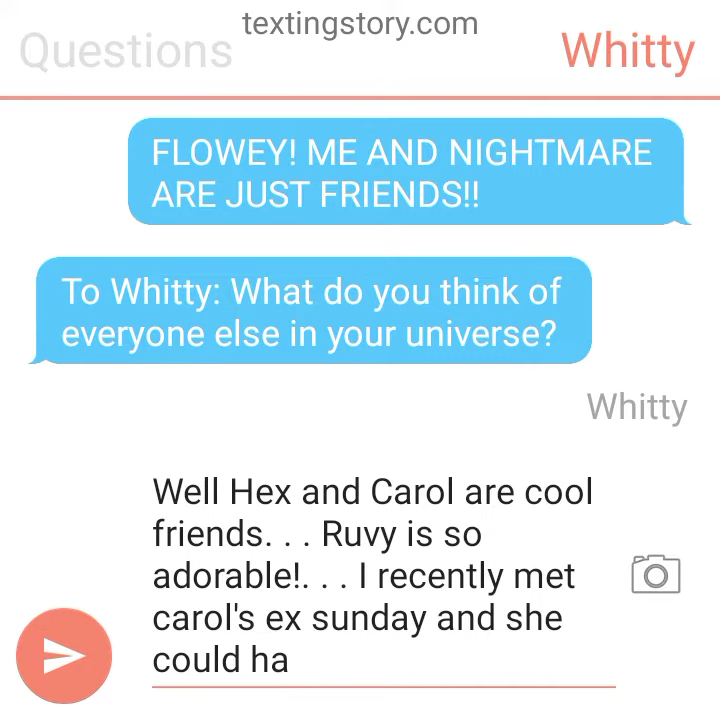 textingstory.com
Questions
Whitty
FLOWEY! ME AND NIGHTMARE
ARE JUST FRIENDS!!
To Whitty: What do you think of
everyone else in your universe?
Whitty
Well Hex and Carol are cool
friends. . . Ruvy is so
adorable!. . . I recently met
carol's ex sunday and she
could ha